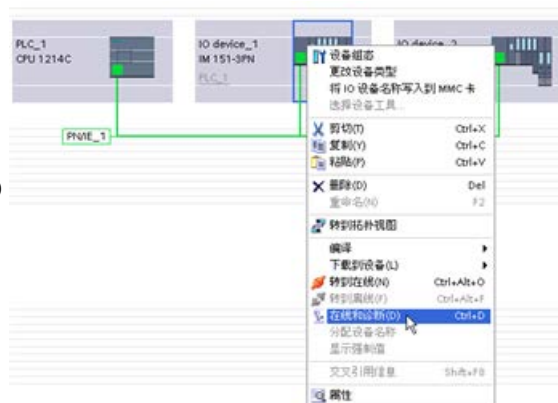 PLC_1
CPU 1214C
IO device_1
IM 151-3PN
PLC_1
IO device_2
PN/IE_1
设备组态
更改设备类型
将 IO 设备名称写入到 MMC 卡
选择设备工具...
剪切(T) Ctrl+X
复制(Y) Ctrl+C
粘贴(P) Ctrl+V
删除(D) Del
重命名(N) F2
转到拓扑视图
编译
下载到设备(L)
转到在线(N) Ctrl+Alt+O
转到离线(F) Ctrl+Alt+F
在线和诊断(D) Ctrl+D
分配设备名称
显示强制值
交叉引用信息 Shift+F8
属性